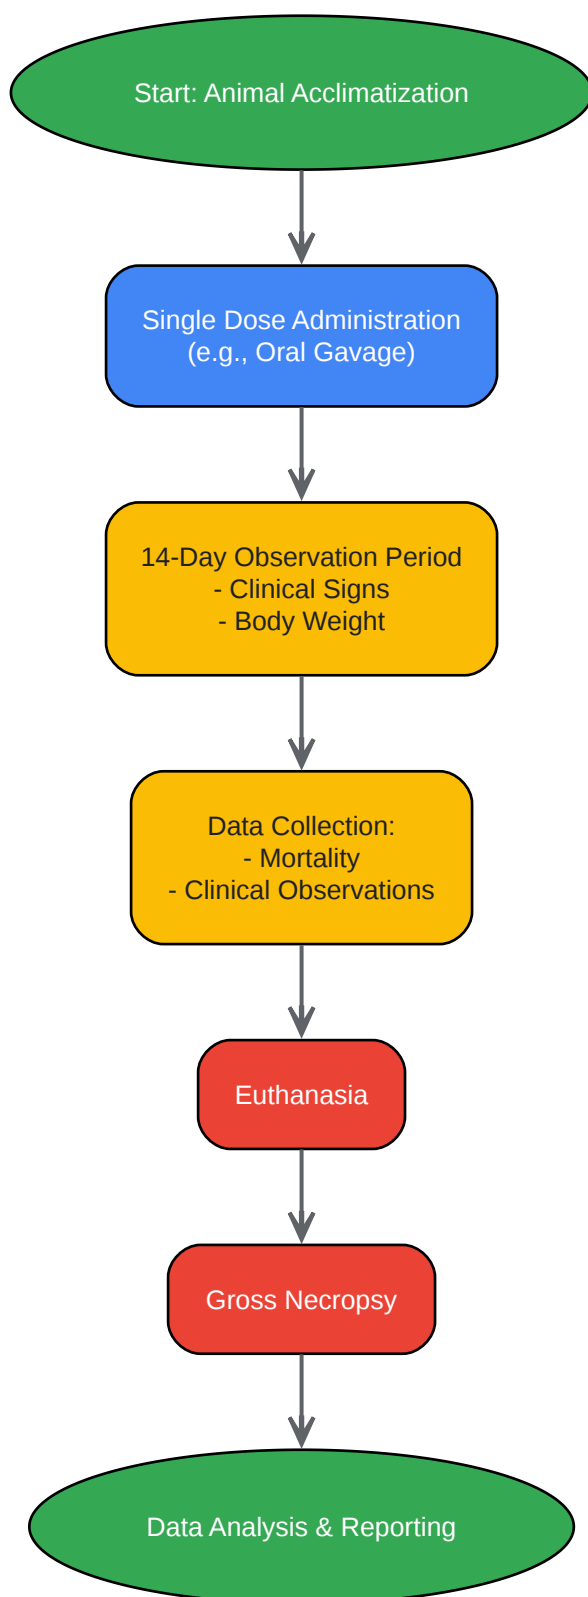 Start: Animal Acclimatization
Single Dose Administration
(e.g., Oral Gavage)
14-Day Observation Period
- Clinical Signs
- Body Weight
Data Collection:
- Mortality
- Clinical Observations
Euthanasia
Gross Necropsy
Data Analysis & Reporting